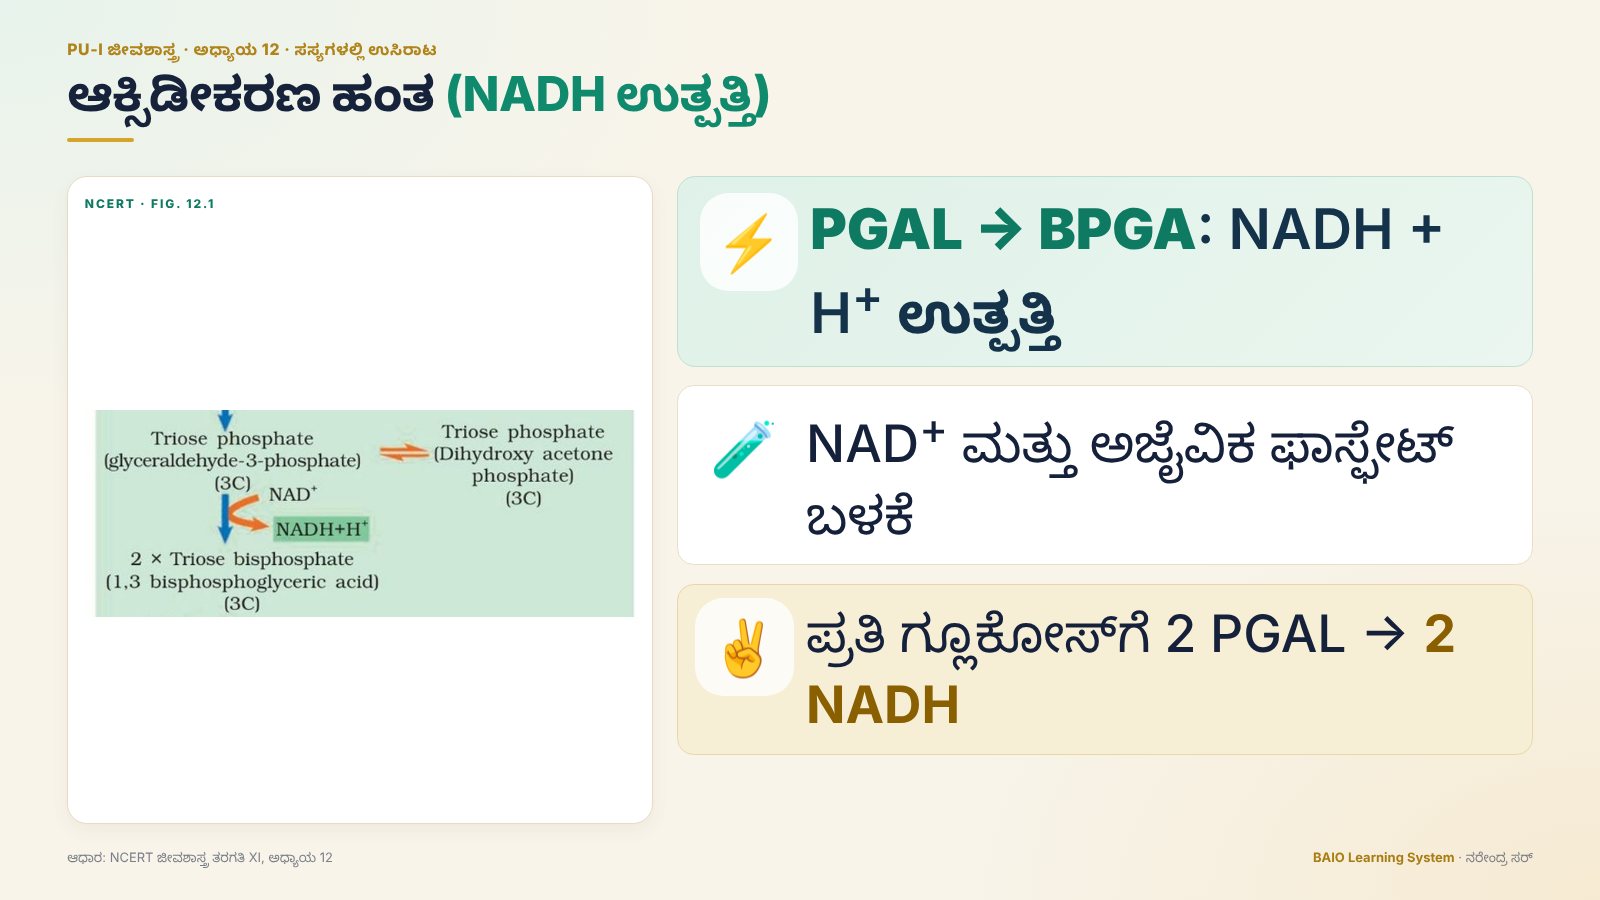 PU-I ಜೀವಶಾಸ್ತ್ರ · ಅಧ್ಯಾಯ 12 · ಸಸ್ಯಗಳಲ್ಲಿ ಉಸಿರಾಟ
ಆಕ್ಸಿಡೀಕರಣ ಹಂತ (NADH ಉತ್ಪತ್ತಿ)
NCERT · FIG. 12.1
Triose phosphate
(glyceraldehyde-3-phosphate)
(3C)
Triose phosphate
(Dihydroxy acetone
phosphate)
(3C)
NAD⁺
NADH+H⁺
2 × Triose bisphosphate
(1,3 bisphosphoglyceric acid)
(3C)
⚡ PGAL → BPGA: NADH +
H⁺ ಉತ್ಪತ್ತಿ
🧪 NAD⁺ ಮತ್ತು ಅಜೈವಿಕ ಫಾಸ್ಫೇಟ್
ಬಳಕೆ
✌️ ಪ್ರತಿ ಗ್ಲೂಕೋಸ್‌ಗೆ 2 PGAL → 2
NADH
ಆಧಾರ: NCERT ಜೀವಶಾಸ್ತ್ರ ತರಗತಿ XI, ಅಧ್ಯಾಯ 12
BAIO Learning System · ನರೇಂದ್ರ ಸರ್